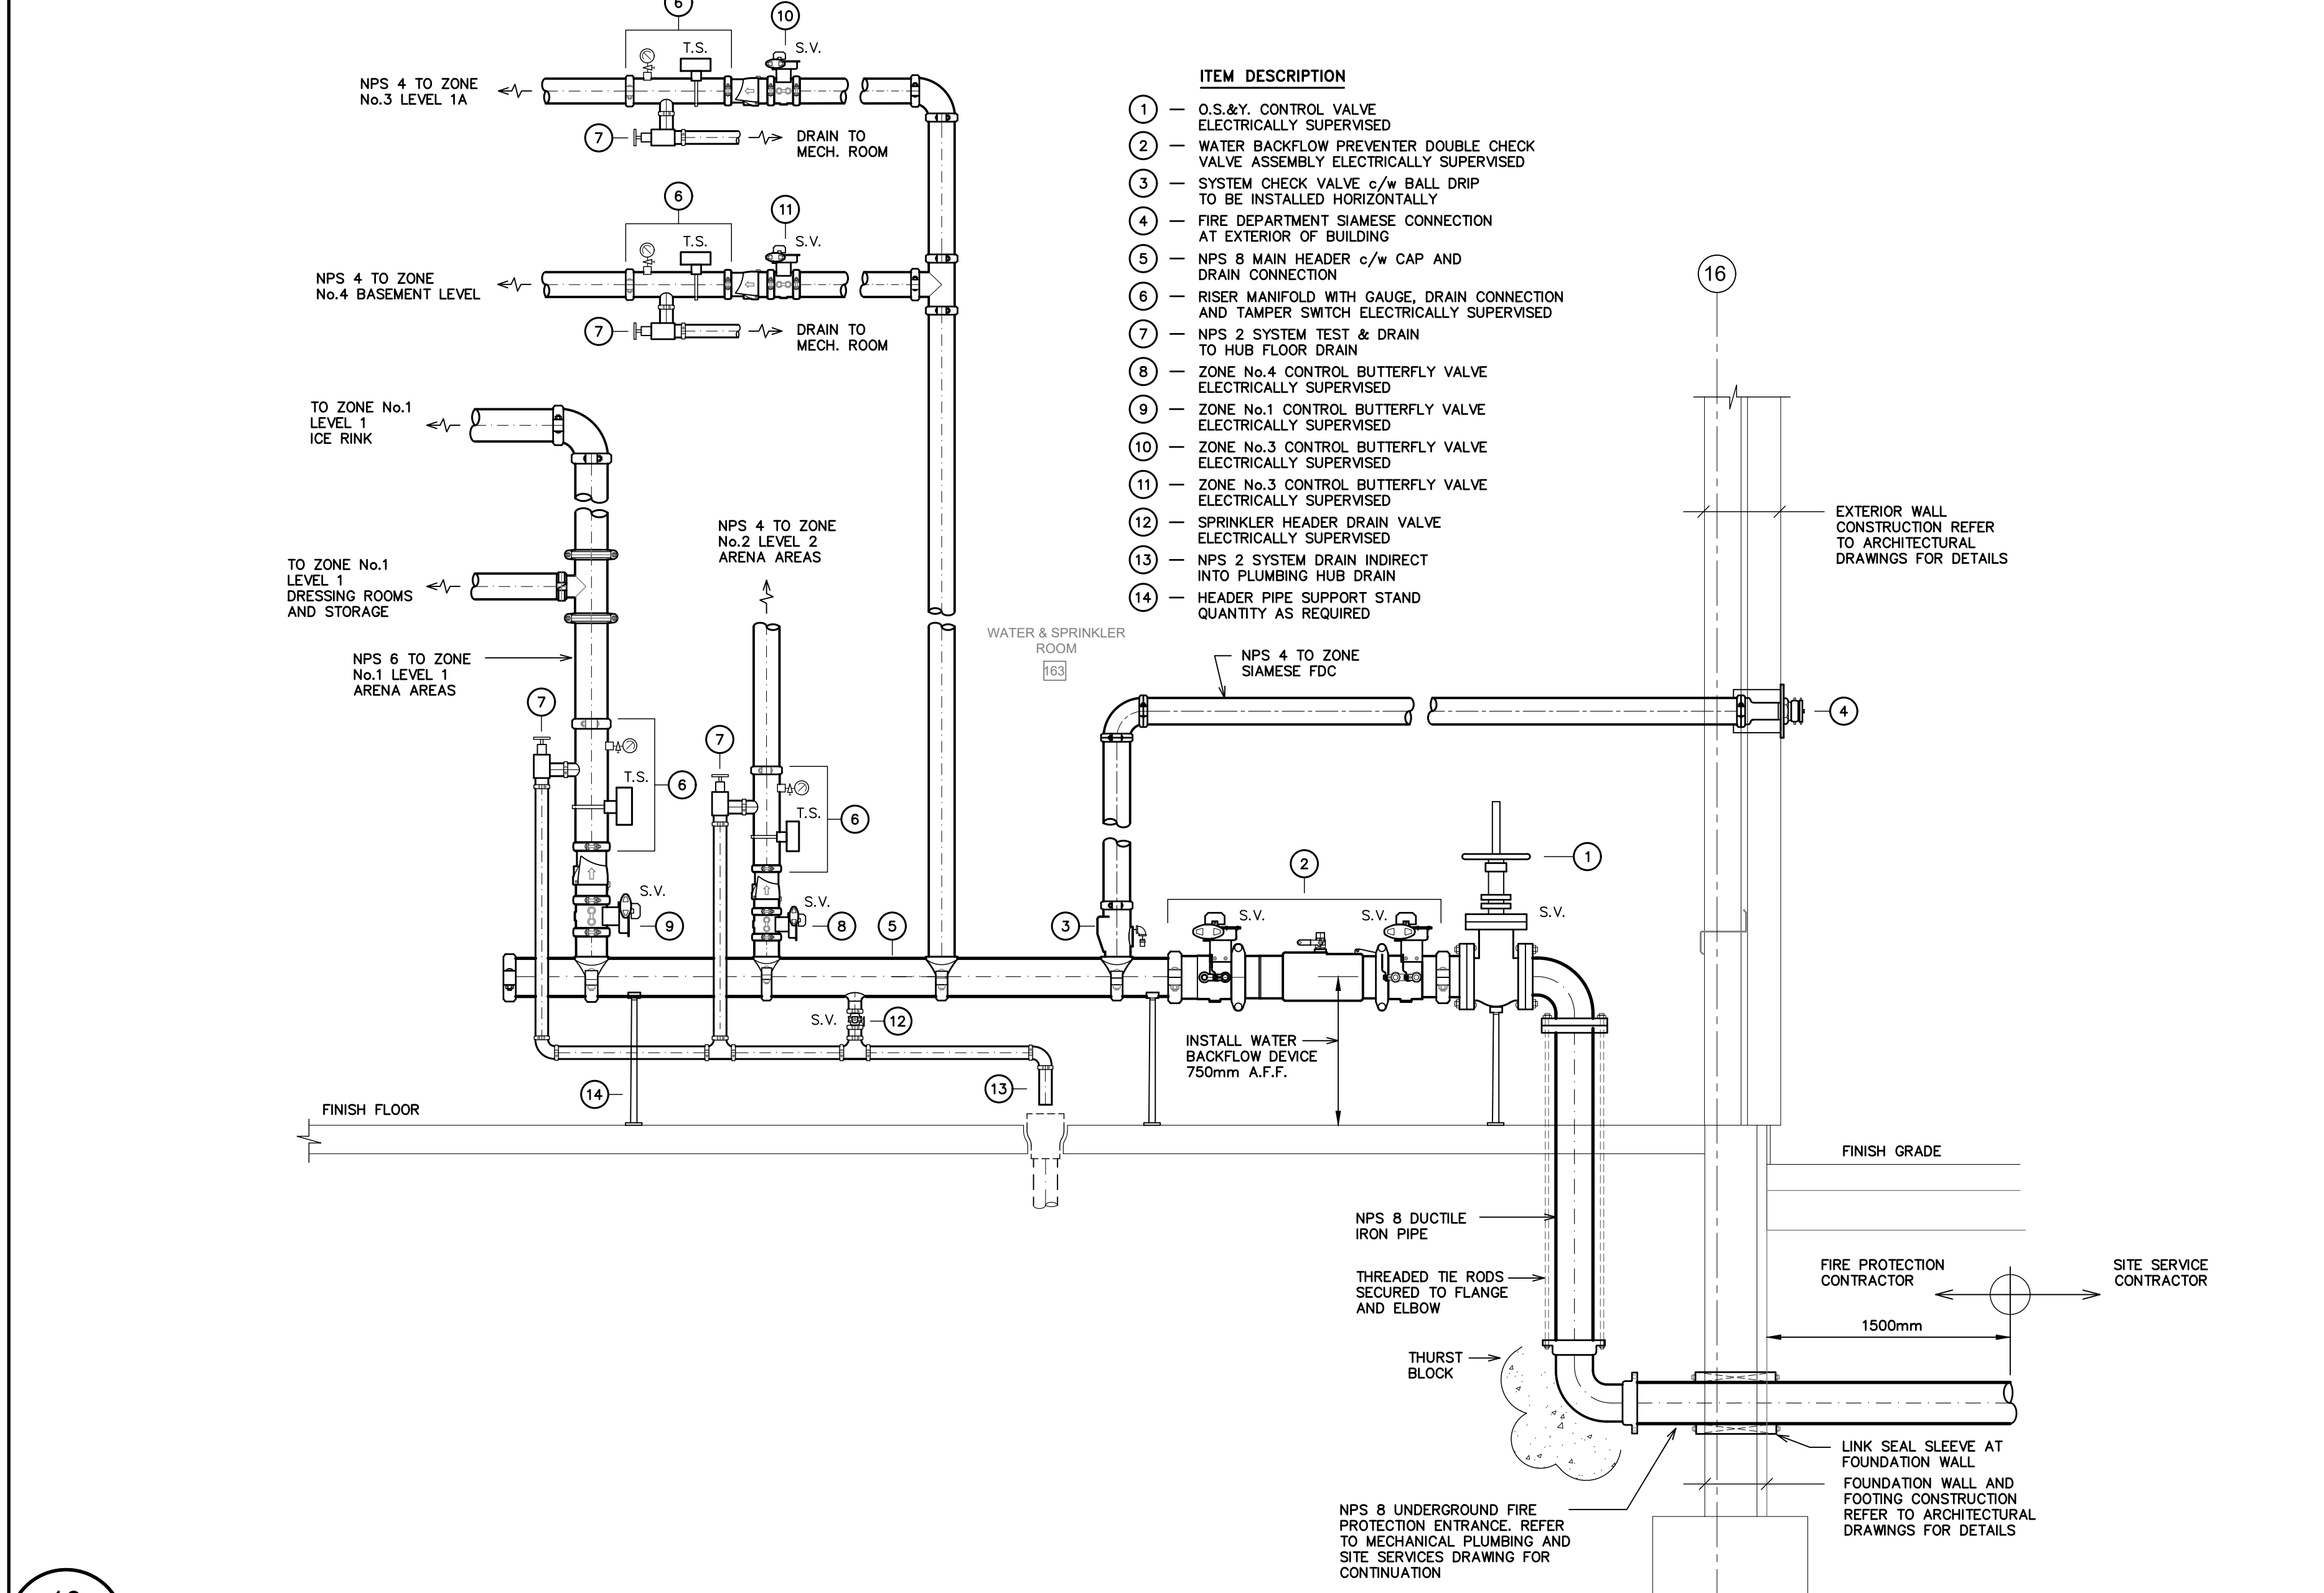 6
10
T.S.
S.V.
NPS 4 TO ZONE
No.3 LEVEL 1A
7
DRAIN TO
MECH. ROOM
6
11
T.S.
S.V.
NPS 4 TO ZONE
No.4 BASEMENT LEVEL
7
DRAIN TO
MECH. ROOM
TO ZONE No.1
LEVEL 1
ICE RINK
NPS 4 TO ZONE
No.2 LEVEL 2
ARENA AREAS
TO ZONE No.1
LEVEL 1
DRESSING ROOMS
AND STORAGE
NPS 6 TO ZONE
No.1 LEVEL 1
ARENA AREAS
WATER & SPRINKLER
ROOM
163
ITEM DESCRIPTION
1 — O.S.&Y. CONTROL VALVE
ELECTRICALLY SUPERVISED
2 — WATER BACKFLOW PREVENTER DOUBLE CHECK
VALVE ASSEMBLY ELECTRICALLY SUPERVISED
3 — SYSTEM CHECK VALVE c/w BALL DRIP
TO BE INSTALLED HORIZONTALLY
4 — FIRE DEPARTMENT SIAMESE CONNECTION
AT EXTERIOR OF BUILDING
5 — NPS 8 MAIN HEADER c/w CAP AND
DRAIN CONNECTION
6 — RISER MANIFOLD WITH GAUGE, DRAIN CONNECTION
AND TAMPER SWITCH ELECTRICALLY SUPERVISED
7 — NPS 2 SYSTEM TEST & DRAIN
TO HUB FLOOR DRAIN
8 — ZONE No.4 CONTROL BUTTERFLY VALVE
ELECTRICALLY SUPERVISED
9 — ZONE No.1 CONTROL BUTTERFLY VALVE
ELECTRICALLY SUPERVISED
10 — ZONE No.3 CONTROL BUTTERFLY VALVE
ELECTRICALLY SUPERVISED
11 — ZONE No.3 CONTROL BUTTERFLY VALVE
ELECTRICALLY SUPERVISED
12 — SPRINKLER HEADER DRAIN VALVE
ELECTRICALLY SUPERVISED
13 — NPS 2 SYSTEM DRAIN INDIRECT
INTO PLUMBING HUB DRAIN
14 — HEADER PIPE SUPPORT STAND
QUANTITY AS REQUIRED
16
EXTERIOR WALL
CONSTRUCTION REFER
TO ARCHITECTURAL
DRAWINGS FOR DETAILS
NPS 4 TO ZONE
SIAMESE FDC
4
7
T.S.
6
7
T.S.
6
S.V.
9
S.V.
8
5
3
2
S.V.
S.V.
1
S.V.
S.V.
12
INSTALL WATER
BACKFLOW DEVICE
750mm A.F.F.
14
13
FINISH FLOOR
FINISH GRADE
NPS 8 DUCTILE
IRON PIPE
THREADED TIE RODS
SECURED TO FLANGE
AND ELBOW
FIRE PROTECTION
CONTRACTOR
SITE SERVICE
CONTRACTOR
1500mm
THURST
BLOCK
LINK SEAL SLEEVE AT
FOUNDATION WALL
FOUNDATION WALL AND
FOOTING CONSTRUCTION
REFER TO ARCHITECTURAL
DRAWINGS FOR DETAILS
NPS 8 UNDERGROUND FIRE
PROTECTION ENTRANCE. REFER
TO MECHANICAL PLUMBING AND
SITE SERVICES DRAWING FOR
CONTINUATION